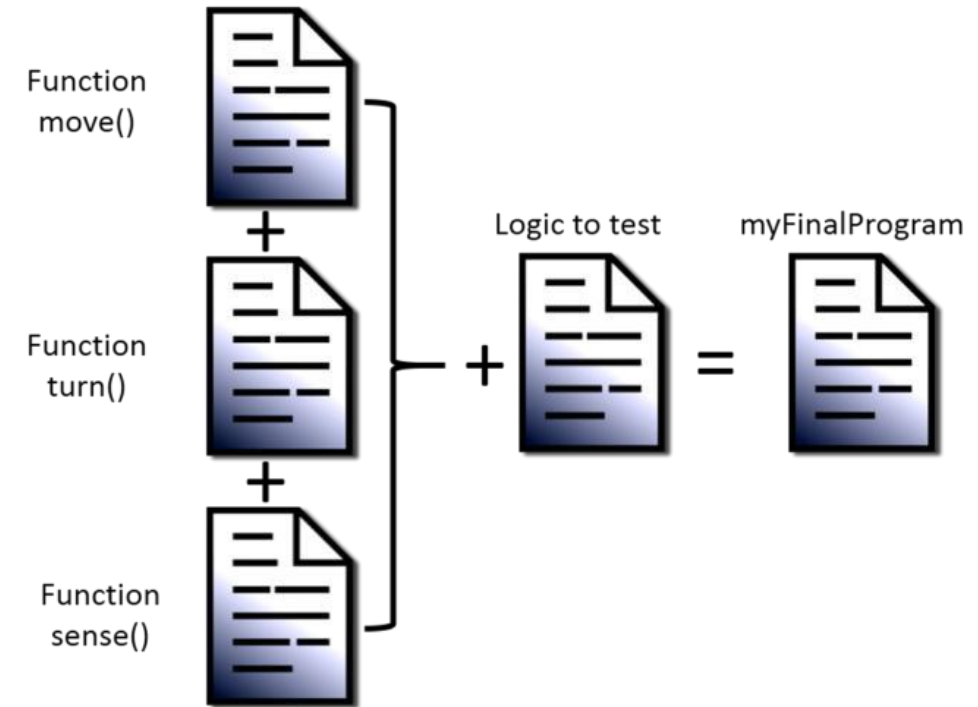 Function
move()
+
Logic to test
myFinalProgram
Function
turn()
+
=
+
Function
sense()